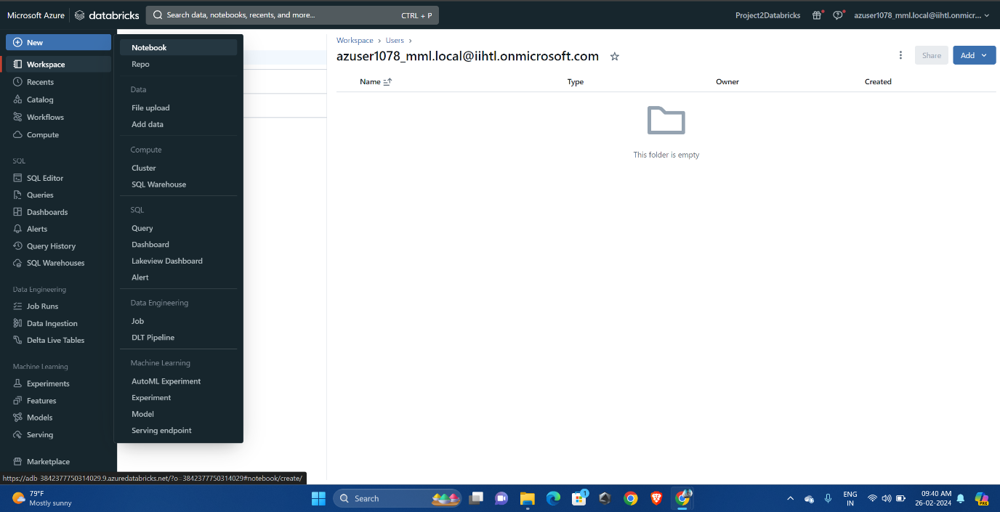 Microsoft Azure databricks Search data, notebooks, recents, and more... CTRL + P Project2Databricks azuser1078_mml.local@iihtl.onmicr...
New
Workspace
Recents
Catalog
Workflows
Compute
SQL
SQL Editor
Queries
Dashboards
Alerts
Query History
SQL Warehouses
Data Engineering
Job Runs
Data Ingestion
Delta Live Tables
Machine Learning
Experiments
Features
Models
Serving
Marketplace
Notebook
Repo
Data
File upload
Add data
Compute
Cluster
SQL Warehouse
SQL
Query
Dashboard
Lakeview Dashboard
Alert
Data Engineering
Job
DLT Pipeline
Machine Learning
AutoML Experiment
Experiment
Model
Serving endpoint
Workspace › Users ›
azuser1078_mml.local@iihtl.onmicrosoft.com
Share Add
Name Type Owner Created
This folder is empty
https://adb-3842377750314029.9.azuredatabricks.net/?o=3842377750314029#notebook/create/
79°F
Mostly sunny
Search
1
ENG
IN
09:40 AM
26-02-2024
PRE